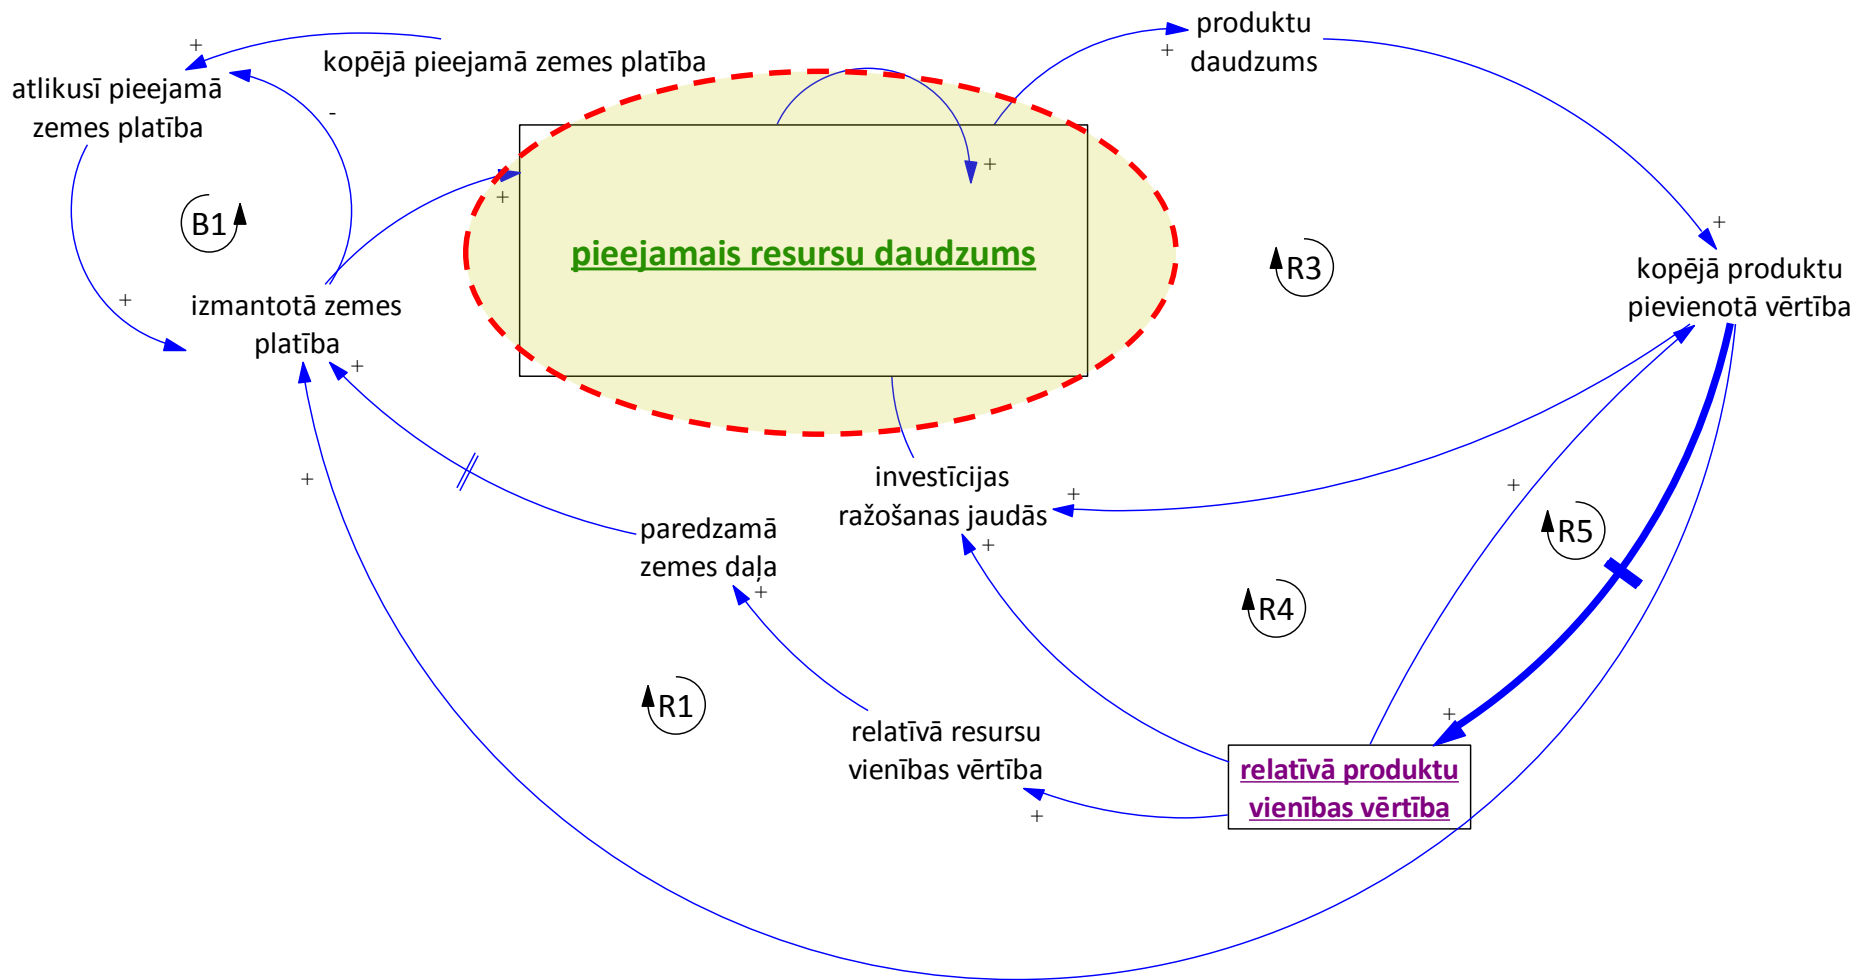 produktu
daudzums
+
+
kopējā pieejamā zemes platība
atlikusī pieejamā
zemes platība
-
+
+
B1
+
pieejamais resursu daudzums
R3
kopējā produktu
pievienotā vērtība
izmantotā zemes
platība
+
+
+
investīcijas
ražošanas jaudās
+
+
+
R5
paredzamā
zemes daļa
+
R4
R1
relatīvā resursu
vienības vērtība
+
+
relatīvā produktu
vienības vērtība